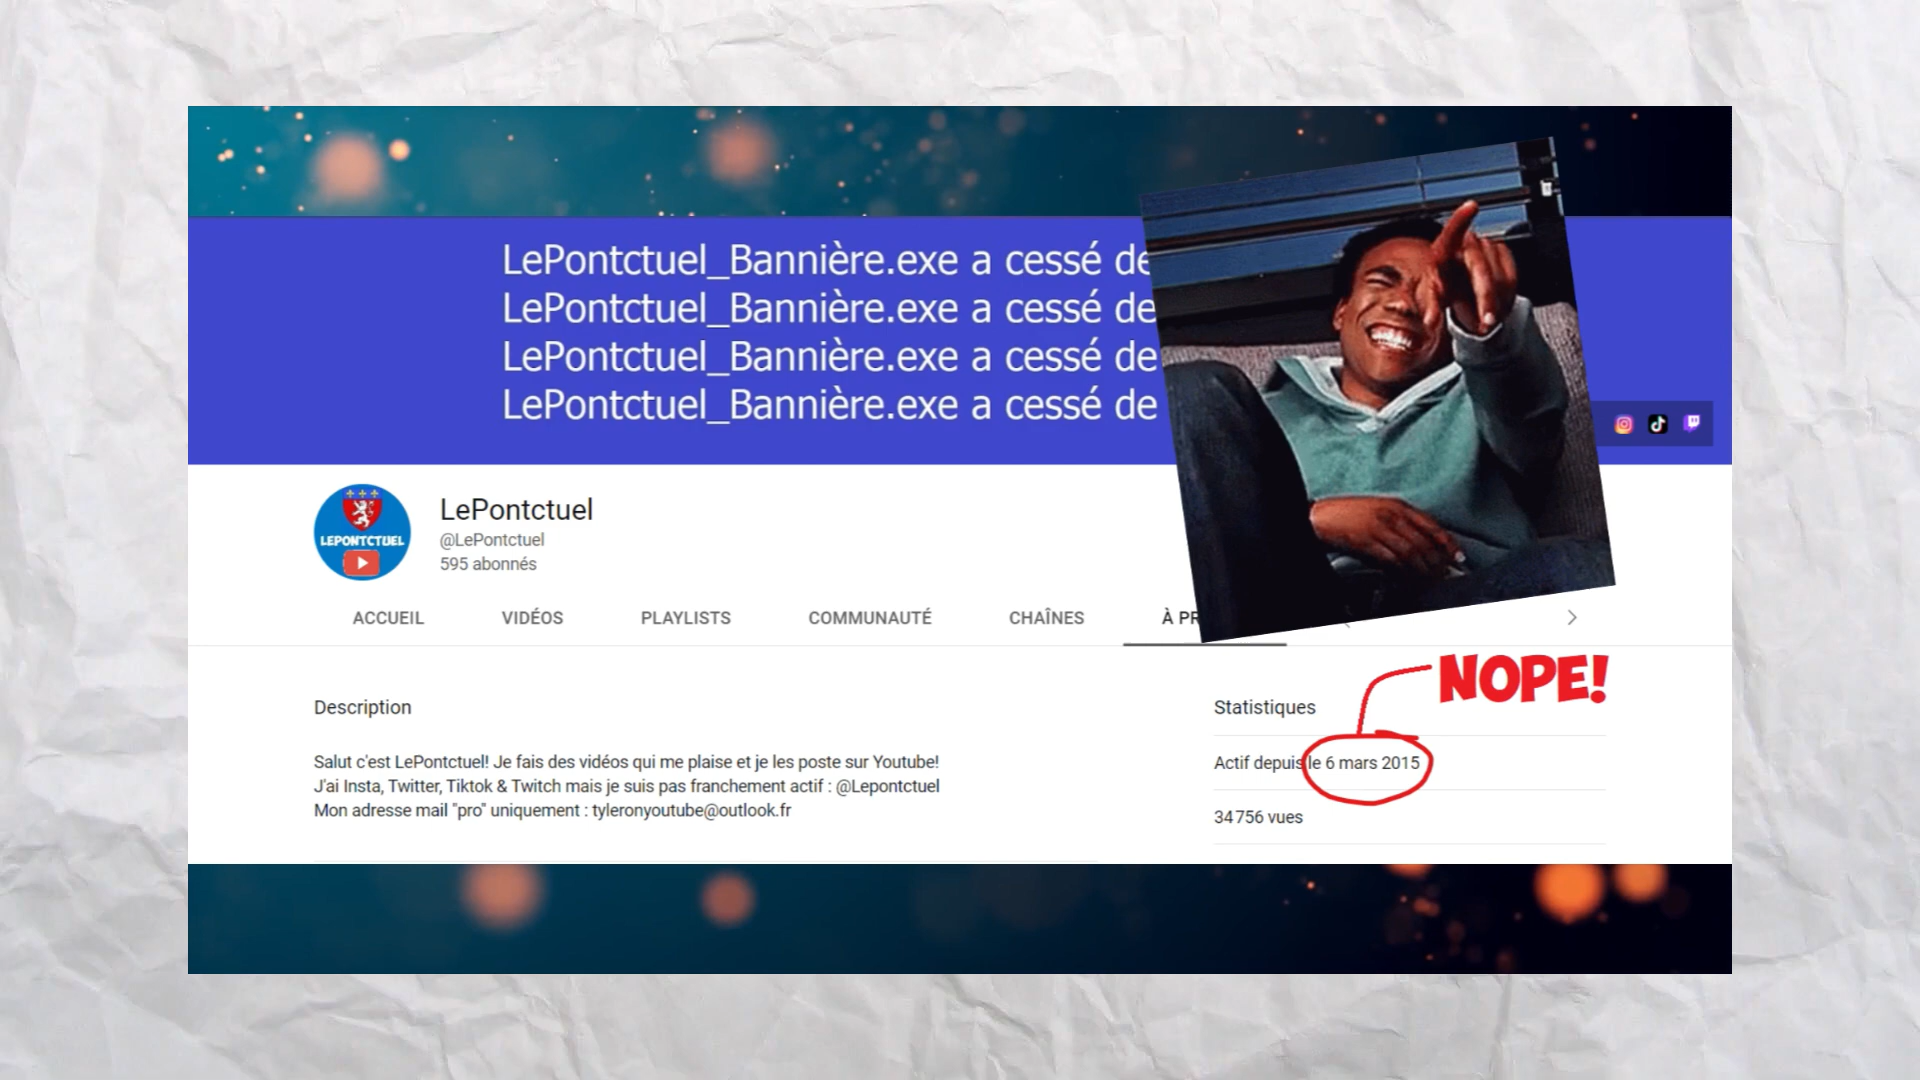 LePontctuel_Bannière.exe a cessé de
LePontctuel_Bannière.exe a cessé de
LePontctuel_Bannière.exe a cessé de
LePontctuel_Bannière.exe a cessé de
LEPONTCTUEL
LePontctuel
@LePontctuel
595 abonnés
ACCUEIL VIDÉOS PLAYLISTS COMMUNAUTÉ CHAÎNES À PR
NOPE!
Description
Salut c'est LePontctuel! Je fais des vidéos qui me plaise et je les poste sur Youtube!
J'ai Insta, Twitter, Tiktok & Twitch mais je suis pas franchement actif : @Lepontctuel
Mon adresse mail "pro" uniquement : tyleronyoutube@outlook.fr
Statistiques
Actif depuis le 6 mars 2015
34 756 vues